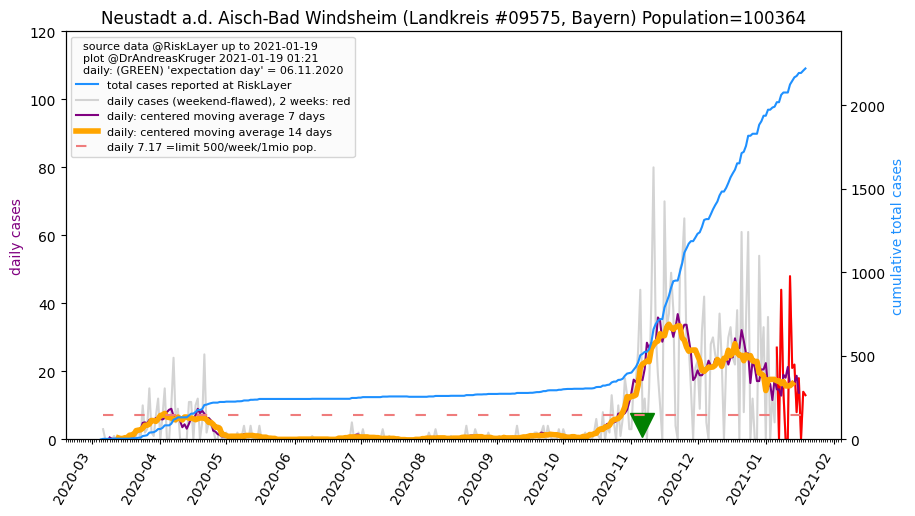 Neustadt a.d. Aisch-Bad Windsheim (Landkreis #09575, Bayern) Population=100364
source data @RiskLayer up to 2021-01-19
plot @DrAndreasKruger 2021-01-19 01:21
daily: (GREEN) 'expectation day' = 06.11.2020
total cases reported at RiskLayer
daily cases (weekend-flawed), 2 weeks: red
daily: centered moving average 7 days
daily: centered moving average 14 days
daily 7.17 =limit 500/week/1mio pop.
daily cases
120
100
80
60
40
20
0
cumulative total cases
2000
1500
1000
500
0
2020-03
2020-04
2020-05
2020-06
2020-07
2020-08
2020-09
2020-10
2020-11
2020-12
2021-01
2021-02